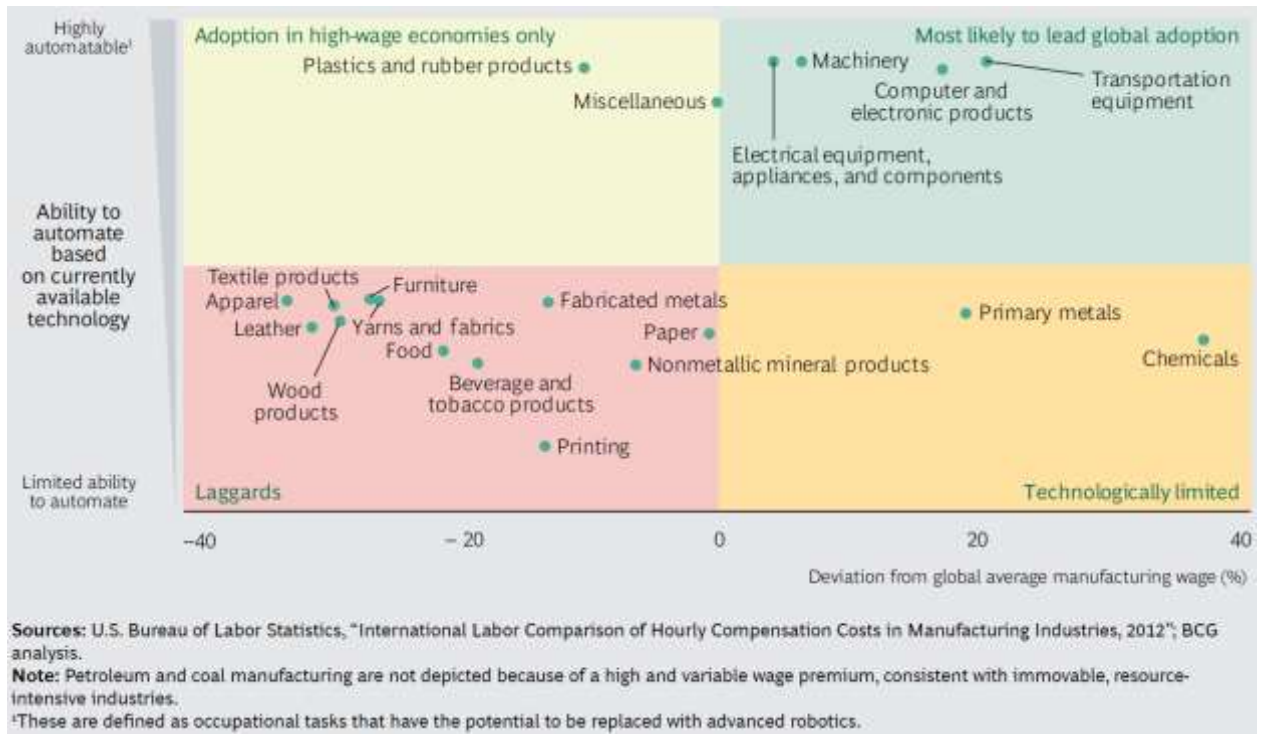 Highly
automatable¹
Adoption in high-wage economies only
Most likely to lead global adoption
Plastics and rubber products
Machinery
Miscellaneous
Computer and
electronic products
Transportation
equipment
Electrical equipment,
appliances, and components
Ability to
automate
based
on currently
available
technology
Textile products
Furniture
Apparel
Fabricated metals
Primary metals
Leather
Yarns and fabrics
Paper
Food
Nonmetallic mineral products
Chemicals
Wood
products
Beverage and
tobacco products
Printing
Limited ability
to automate
Laggards
Technologically limited
–40
– 20
0
20
40
Deviation from global average manufacturing wage (%)
Sources: U.S. Bureau of Labor Statistics, “International Labor Comparison of Hourly Compensation Costs in Manufacturing Industries, 2012”; BCG
analysis.
Note: Petroleum and coal manufacturing are not depicted because of a high and variable wage premium, consistent with immovable, resource-
intensive industries.
¹These are defined as occupational tasks that have the potential to be replaced with advanced robotics.